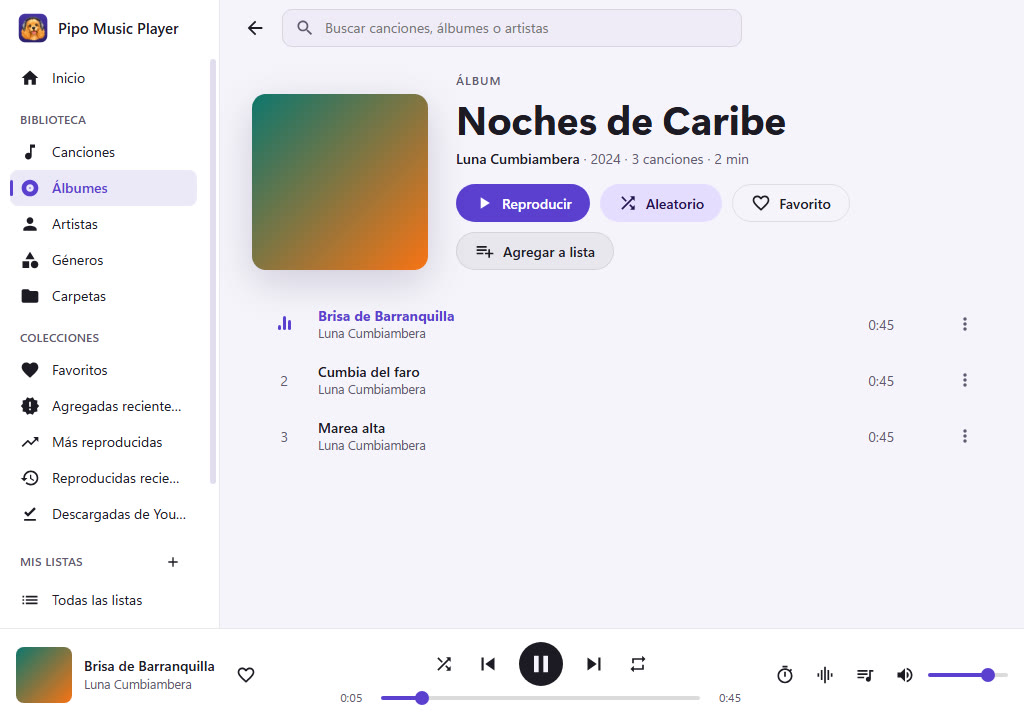 Pipo Music Player
Buscar canciones, álbumes o artistas
Inicio
BIBLIOTECA
Canciones
Álbumes
Artistas
Géneros
Carpetas
COLECCIONES
Favoritos
Agregadas reciente...
Más reproducidas
Reproducidas recie...
Descargadas de You...
MIS LISTAS
Todas las listas
ÁLBUM
Noches de Caribe
Luna Cumbiambera · 2024 · 3 canciones · 2 min
Reproducir
Aleatorio
Favorito
Agregar a lista
Brisa de Barranquilla
Luna Cumbiambera
0:45
2
Cumbia del faro
Luna Cumbiambera
0:45
3
Marea alta
Luna Cumbiambera
0:45
Brisa de Barranquilla
Luna Cumbiambera
0:05
0:45